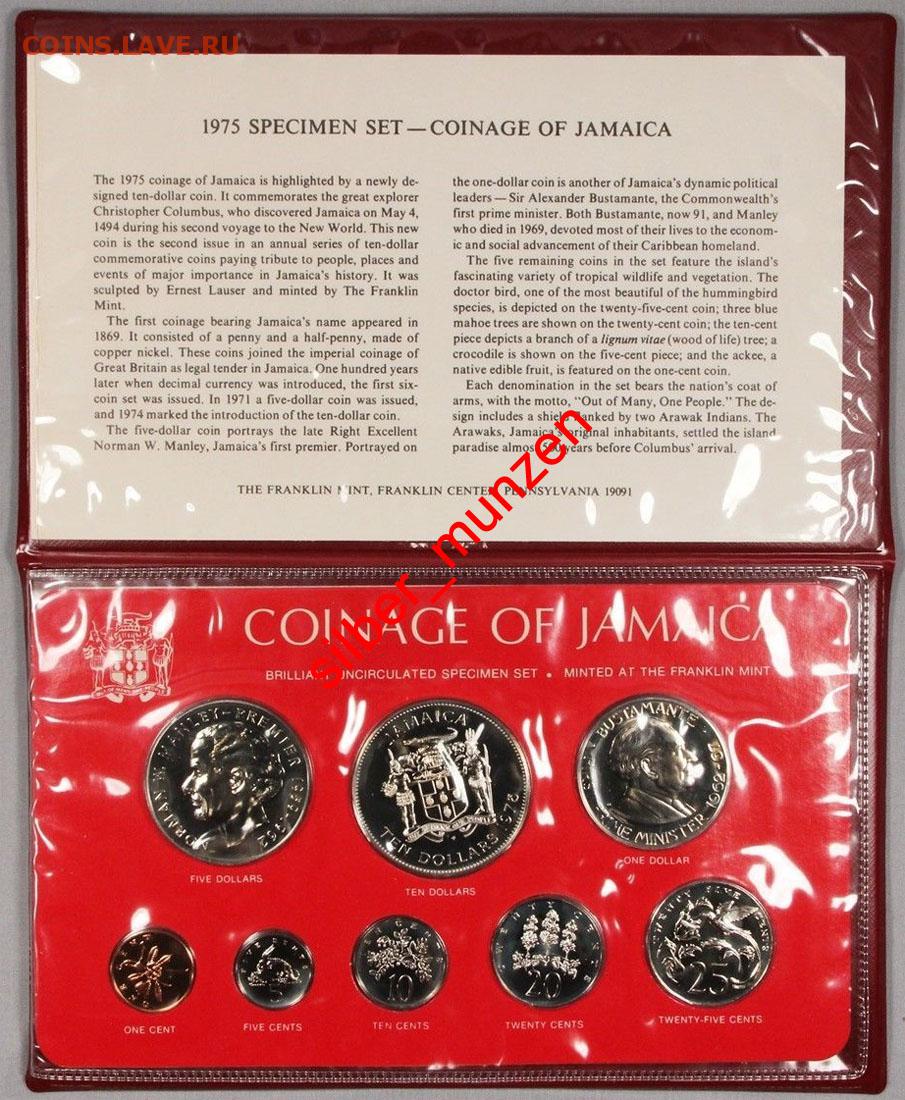 COINS.LAVE.RU
1975 SPECIMEN SET — COINAGE OF JAMAICA
The 1975 coinage of Jamaica is highlighted by a newly de-
signed ten-dollar coin. It commemorates the great explorer
Christopher Columbus, who discovered Jamaica on May 4,
1494 during his second voyage to the New World. This new
coin is the second issue in an annual series of ten-dollar
commemorative coins paying tribute to people, places and
events of major importance in Jamaica's history. It was
sculpted by Ernest Lauser and minted by The Franklin
Mint.
The first coinage bearing Jamaica's name appeared in
1869. It consisted of a penny and a half-penny, made of
copper nickel. These coins joined the imperial coinage of
Great Britain as legal tender in Jamaica. One hundred years
later when decimal currency was introduced, the first six-
coin set was issued. In 1971 a five-dollar coin was issued,
and 1974 marked the introduction of the ten-dollar coin.
The five-dollar coin portrays the late Right Excellent
Norman W. Manley, Jamaica's first premier. Portrayed on
the one-dollar coin is another of Jamaica's dynamic political
leaders — Sir Alexander Bustamante, the Commonwealth's
first prime minister. Both Bustamante, now 91, and Manley
who died in 1969, devoted most of their lives to the econom-
ic and social advancement of their Caribbean homeland.
The five remaining coins in the set feature the island's
fascinating variety of tropical wildlife and vegetation. The
doctor bird, one of the most beautiful of the hummingbird
species, is depicted on the twenty-five-cent coin; three blue
mahoe trees are shown on the twenty-cent coin; the ten-cent
piece depicts a branch of a lignum vitae (wood of life) tree; a
crocodile is shown on the five-cent piece; and the ackee, a
native edible fruit, is featured on the one-cent coin.
Each denomination in the set bears the nation's coat of
arms, with the motto, "Out of Many, One People." The de-
sign includes a shield flanked by two Arawak Indians. The
Arawaks, Jamaica's original inhabitants, settled the island
paradise almost 500 years before Columbus' arrival.
THE FRANKLIN MINT, FRANKLIN CENTER, PENNSYLVANIA 19091
silber_munzen
COINAGE OF JAMAICA
BRILLIANT UNCIRCULATED SPECIMEN SET • MINTED AT THE FRANKLIN MINT
MANLEY-PREMIER
JAMAICA
TEN DOLLARS
BUSTAMANTE
MINISTER 1962-
FIVE DOLLARS
TEN DOLLARS
ONE DOLLAR
5
10
20
25
ONE CENT
FIVE CENTS
TEN CENTS
TWENTY CENTS
TWENTY-FIVE CENTS